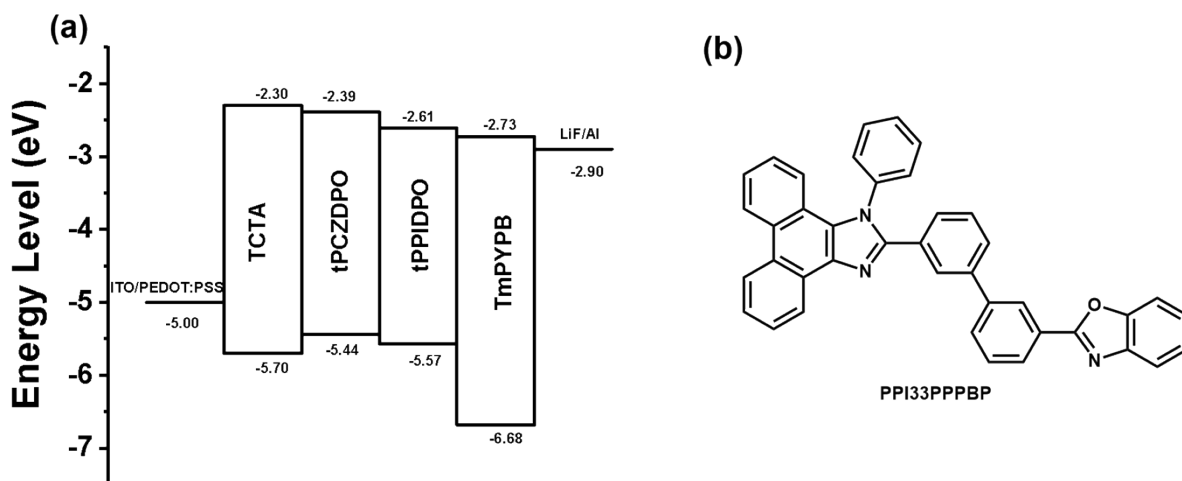 (a)
Energy Level (eV)
-2
-3
-4
-5
-6
-7
-2.30
-2.39
-2.61
-2.73
LiF/Al
-2.90
TCTA
tPCZDPO
tPPIDPO
TmPYPB
ITO/PEDOT:PSS
-5.00
-5.70
-5.44
-5.57
-6.68
(b)
N
N
O
N
PPI33PPPBP